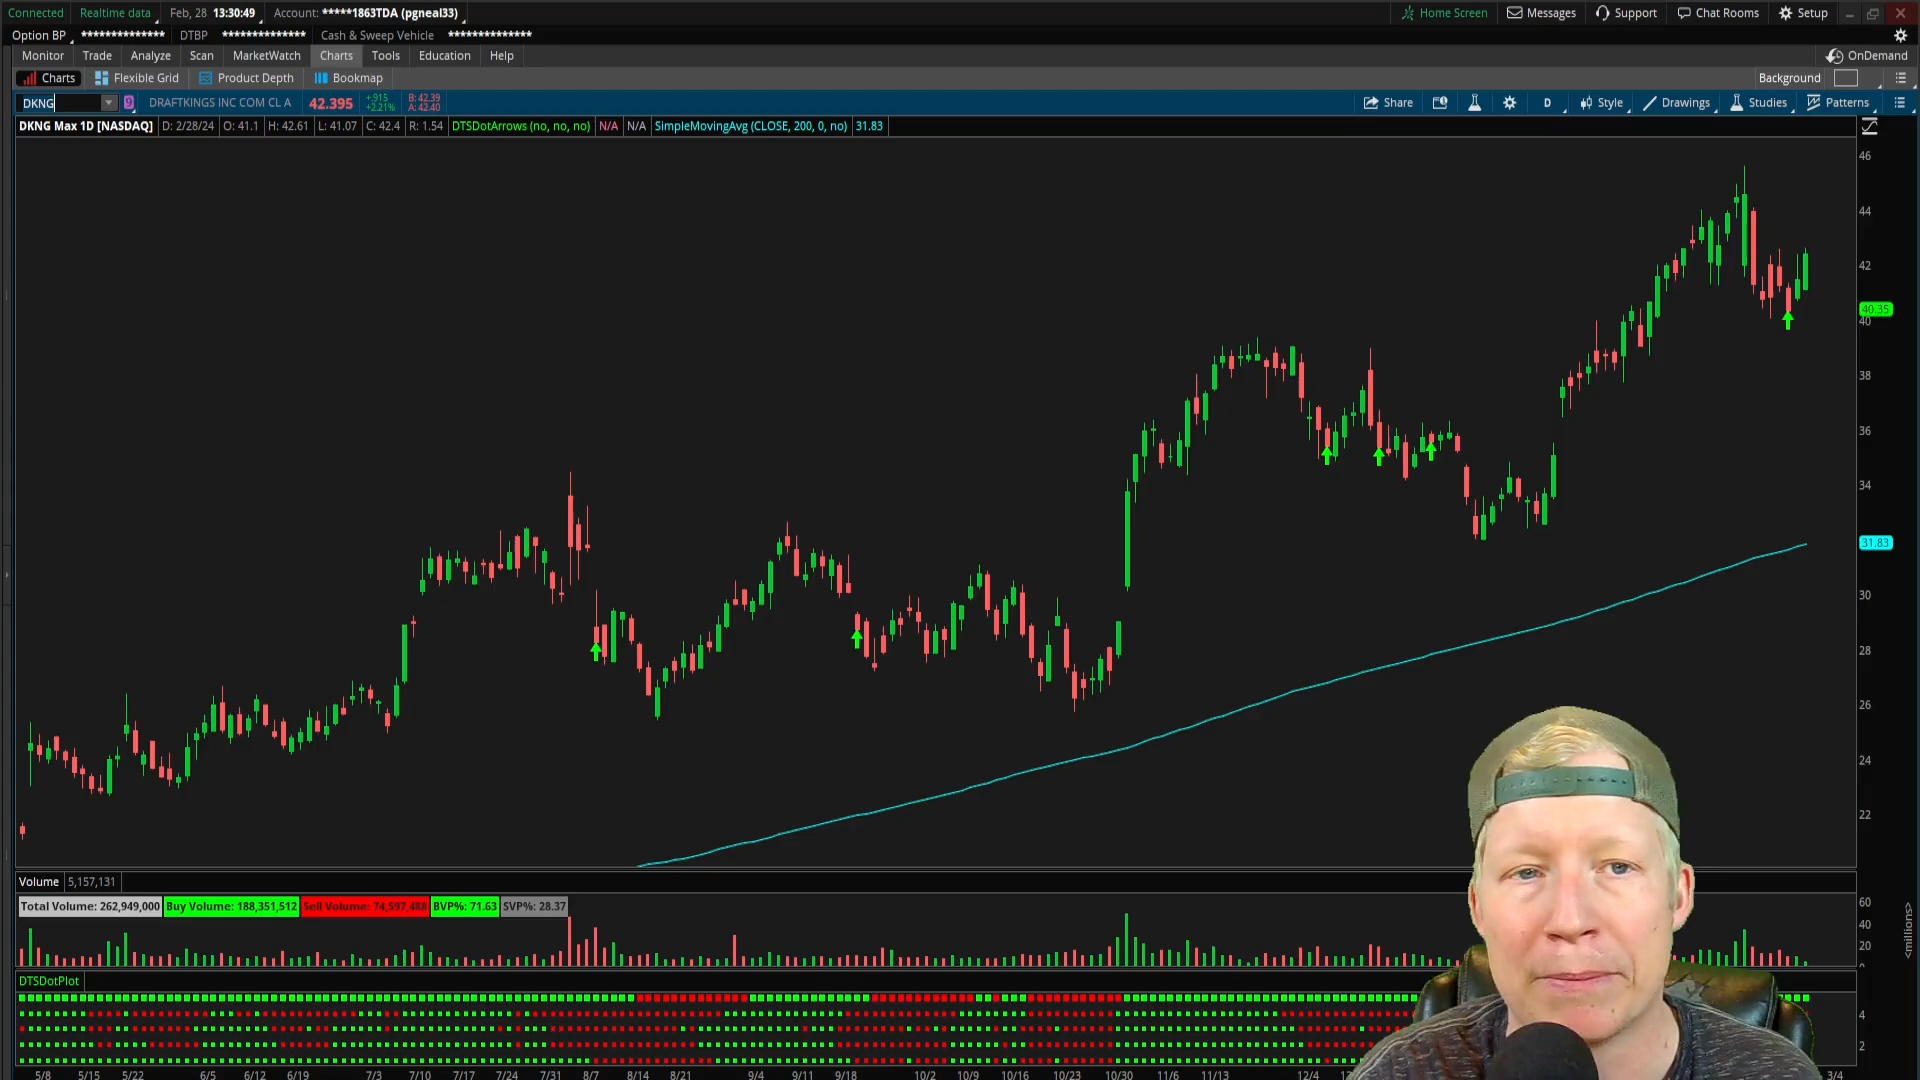 Connected Realtime data Feb, 28 13:30:49 Account: *****1863TDA (pgneal33) Home Screen Messages Support Chat Rooms Setup
Option BP ************** DTBP ************** Cash & Sweep Vehicle **************
Monitor Trade Analyze Scan MarketWatch Charts Tools Education Help OnDemand
Charts Flexible Grid Product Depth Bookmap Background
DKNG 9 DRAFTKINGS INC COM CL A 42.395 +.915 +2.21% B: 42.39 A: 42.40 Share D Style Drawings Studies Patterns
DKNG Max 1D [NASDAQ] D: 2/28/24 O: 41.1 H: 42.61 L: 41.07 C: 42.4 R: 1.54 DTSDotArrows (no, no, no) N/A N/A SimpleMovingAvg (CLOSE, 200, 0, no) 31.83
46
44
42
40.35
40
38
36
34
31.83
30
28
26
24
22
Volume 5,157,131
Total Volume: 262,949,000 Buy Volume: 188,351,512 Sell Volume: 74,597,488 BVP%: 71.63 SVP%: 28.37
60
40
20
<millions>
DTSDotPlot
4
2
5/8 5/15 5/22 6/5 6/12 6/19 7/3 7/10 7/17 7/24 7/31 8/7 8/14 8/21 9/4 9/11 9/18 10/2 10/9 10/16 10/23 10/30 11/6 11/13 12/4 3/4